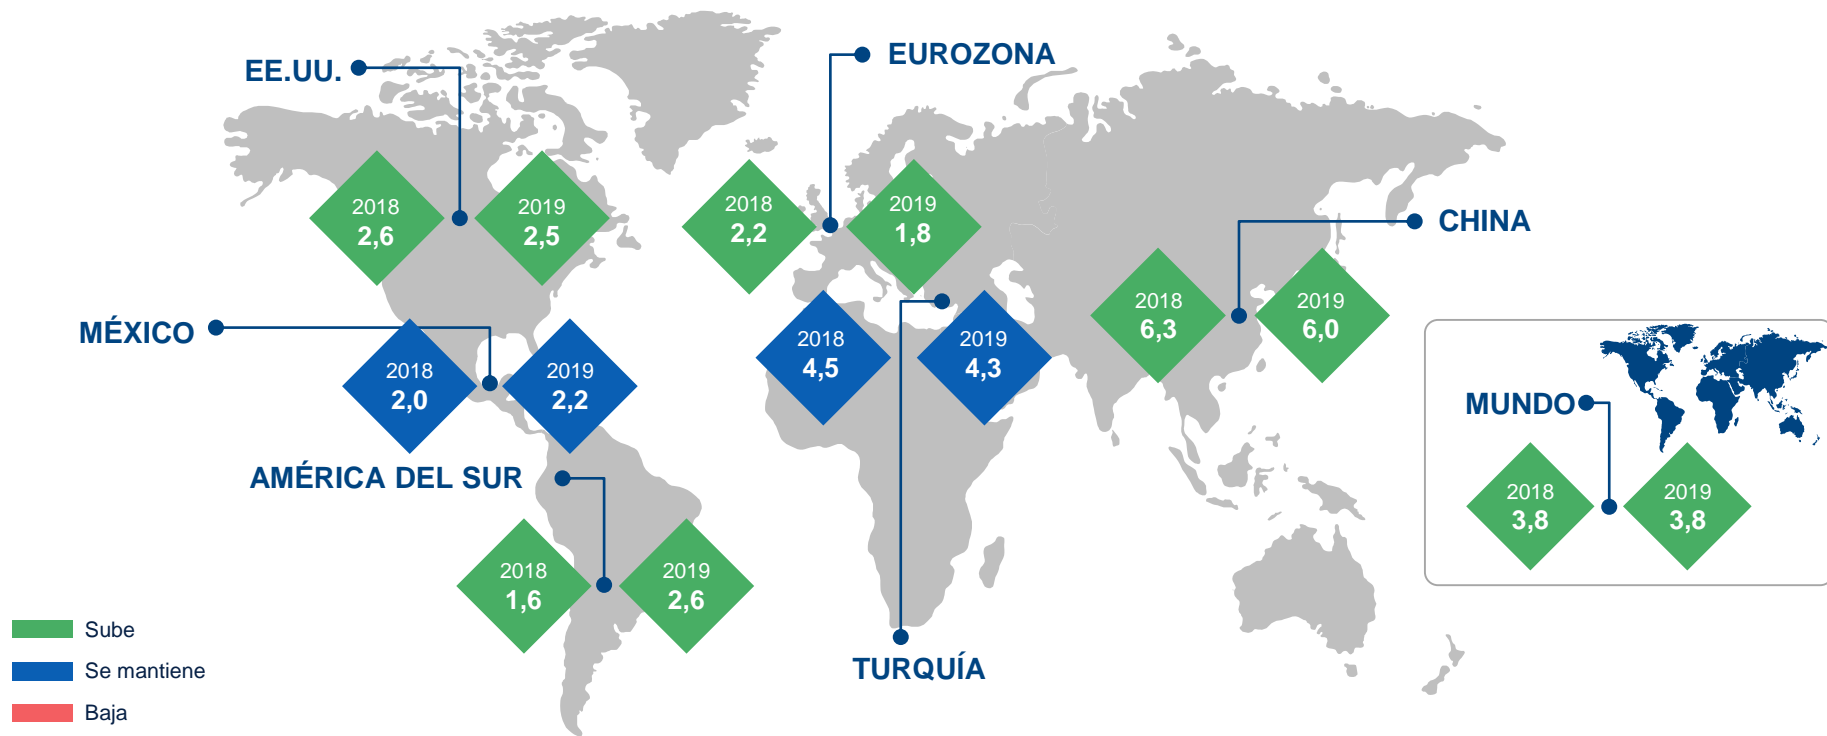 EE.UU.
2018
2,6
2019
2,5
EUROZONA
2018
2,2
2019
1,8
CHINA
2018
6,3
2019
6,0
MÉXICO
2018
2,0
2019
2,2
2018
4,5
2019
4,3
TURQUÍA
AMÉRICA DEL SUR
2018
1,6
2019
2,6
MUNDO
2018
3,8
2019
3,8
Sube
Se mantiene
Baja